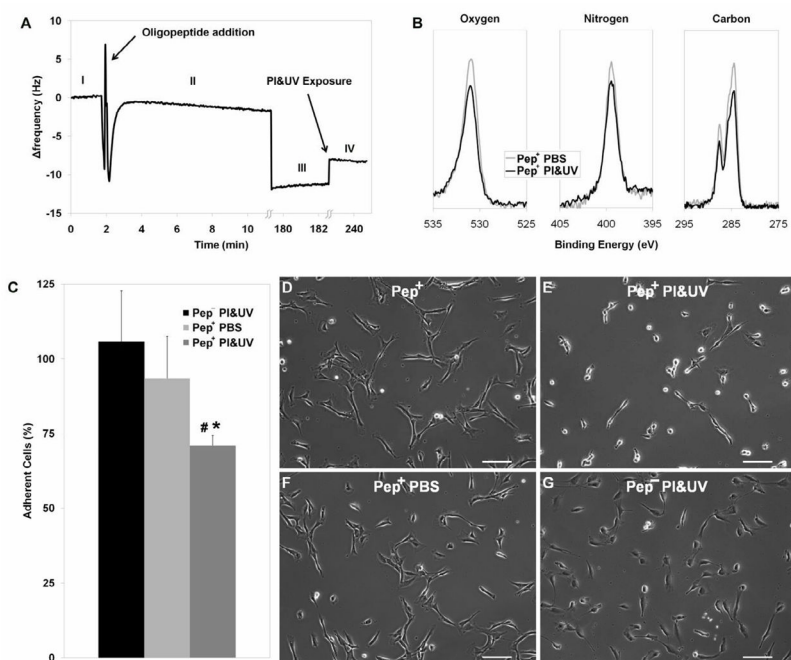 A
Δfrequency (Hz)
10
5
0
-5
-10
-15
Oligopeptide addition
I
II
PI&UV Exposure
III
IV
0 2 4 6 8 10 180 182 240
Time (min)
B
Oxygen
Nitrogen
Carbon
Pep⁺ PBS
Pep⁺ PI&UV
535 530 525
405 400 395
295 285 275
Binding Energy (eV)
C
Adherent Cells (%)
125
100
75
50
25
0
Pep⁻ PI&UV
Pep⁺ PBS
Pep⁺ PI&UV
# *
D
Pep⁺
E
Pep⁺ PI&UV
F
Pep⁺ PBS
G
Pep⁻ PI&UV